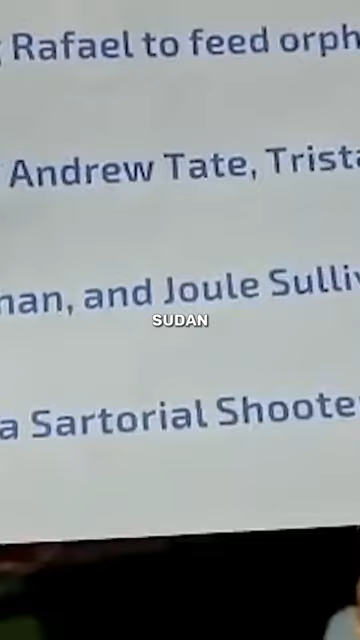 Rafael to feed orph
Andrew Tate, Trista
nan, and Joule Sulliv
SUDAN
a Sartorial Shoote